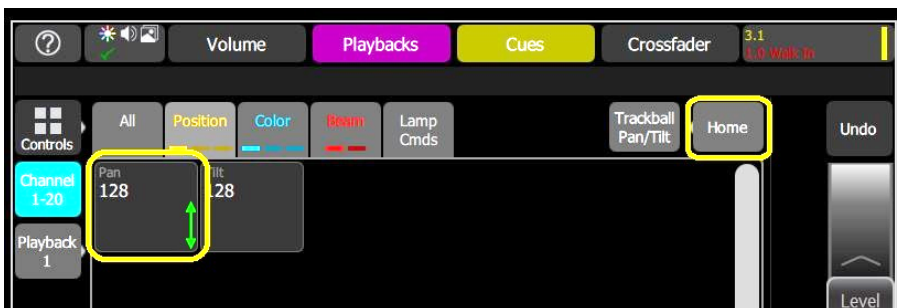 ?
Volume
Playbacks
Cues
Crossfader
3.1
1.0 Walk In
Controls
All
Position
Color
Beam
Lamp
Cmds
Trackball
Pan/Tilt
Home
Undo
Channel
1-20
Pan
128
Tilt
128
Playback
1
Level